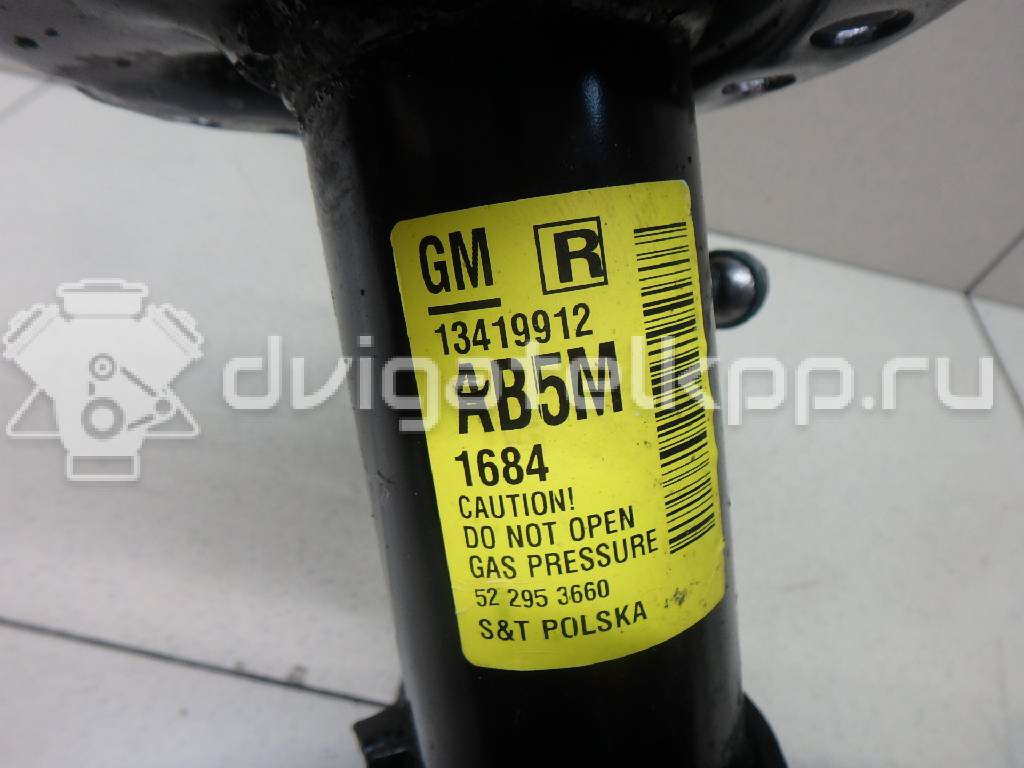 GM R
13419912
AB5M
1684
CAUTION!
DO NOT OPEN
GAS PRESSURE
52 295 3660
S&T POLSKA
dvigatelkpp.ru